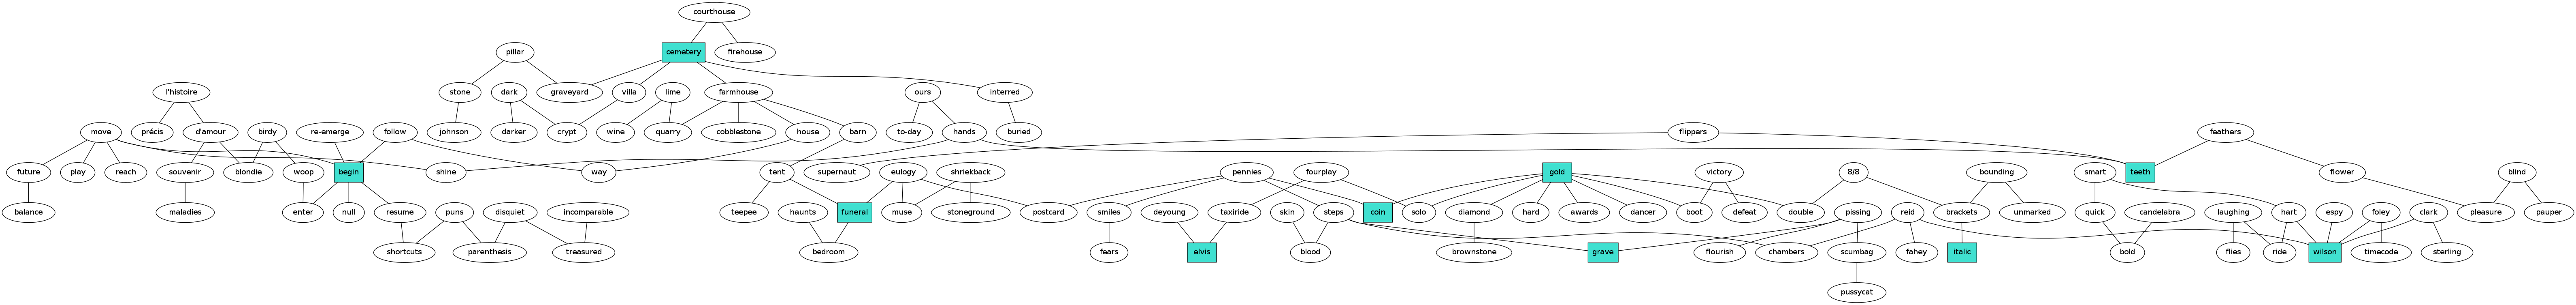 courthouse
pillar
cemetery
firehouse
l'histoire
stone
dark
graveyard
villa
lime
farmhouse
ours
interred
move
précis
d'amour
birdy
re-emerge
follow
johnson
darker
crypt
wine
quarry
cobblestone
house
barn
to-day
hands
buried
flippers
feathers
future
play
reach
souvenir
blondie
woop
begin
shine
way
tent
supernaut
eulogy
shriekback
pennies
fourplay
gold
victory
8/8
bounding
smart
teeth
flower
blind
balance
maladies
enter
null
resume
puns
disquiet
incomparable
teepee
haunts
funeral
muse
stoneground
postcard
smiles
deyoung
taxiride
skin
steps
coin
solo
diamond
hard
awards
dancer
boot
defeat
double
pissing
reid
brackets
unmarked
quick
candelabra
laughing
hart
espy
foley
clark
pleasure
pauper
shortcuts
parenthesis
treasured
bedroom
fears
elvis
blood
brownstone
grave
flourish
chambers
scumbag
fahey
italic
bold
flies
ride
wilson
timecode
sterling
pussycat